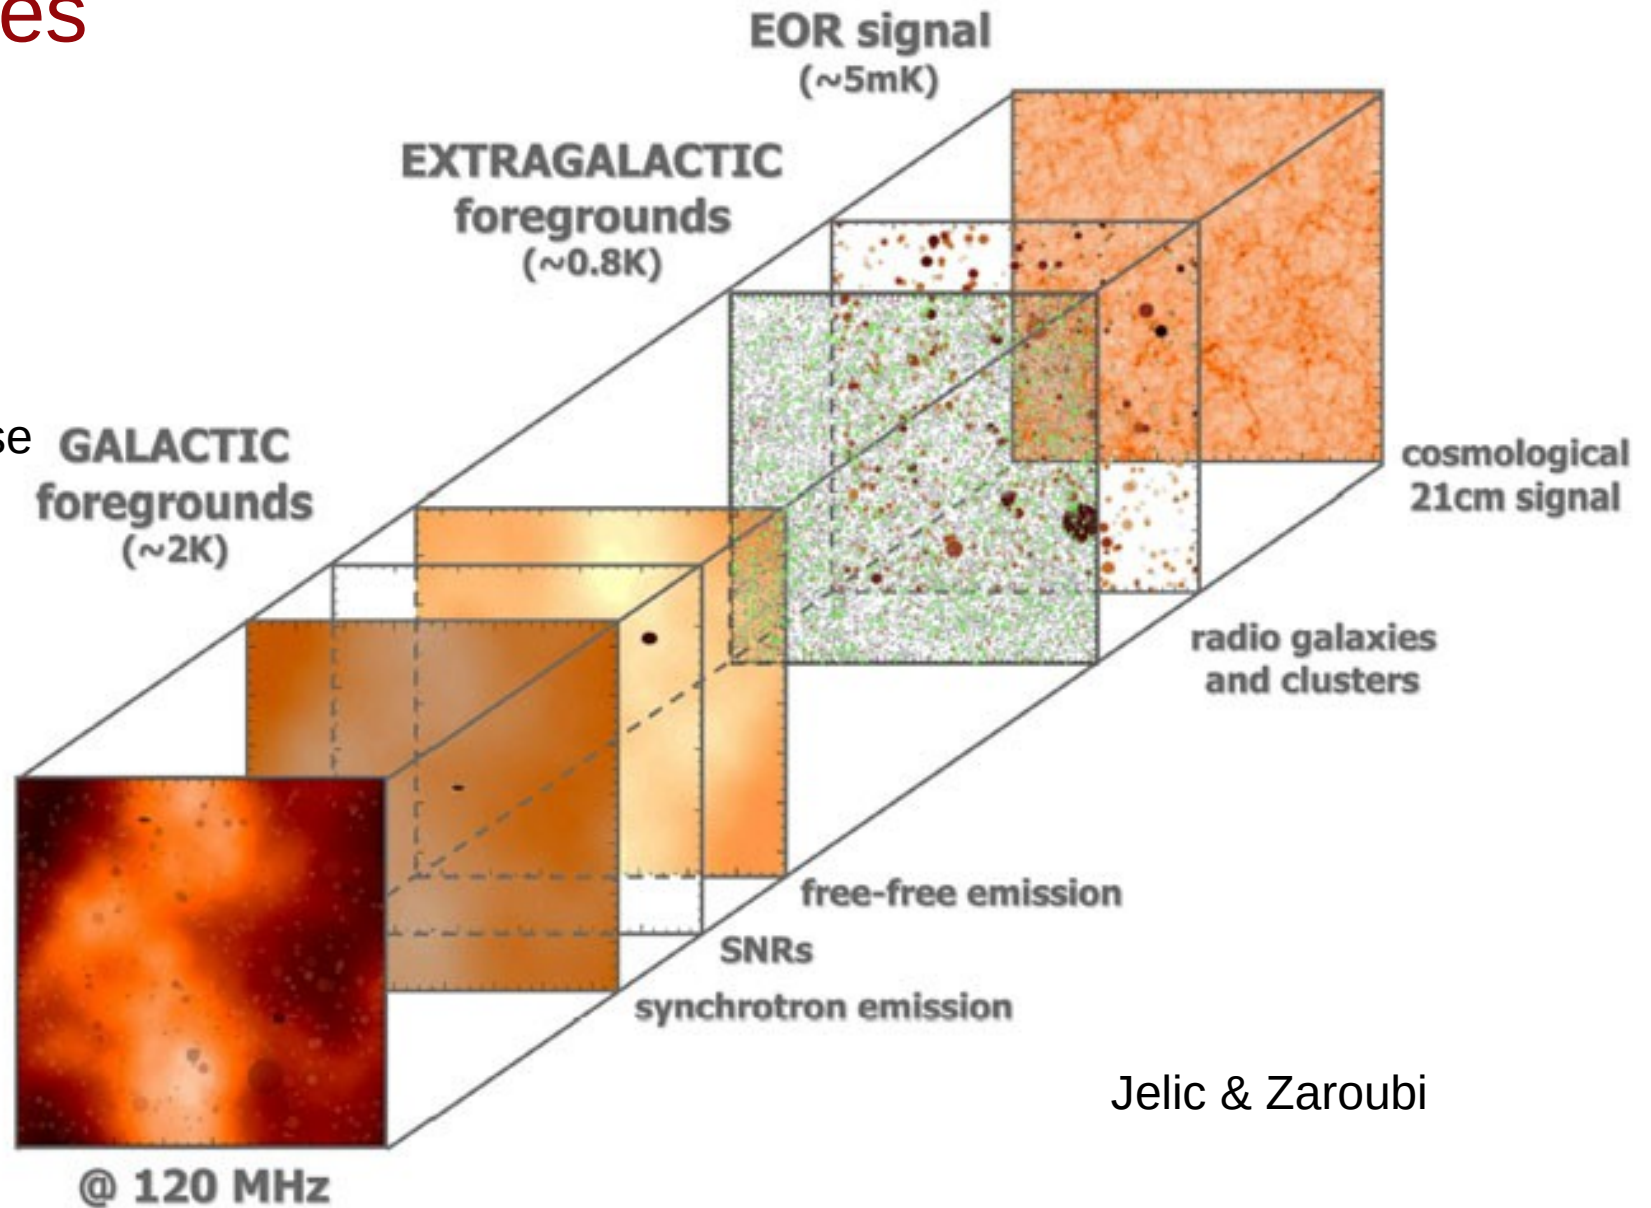 es
EOR signal
(~5mK)
EXTRAGALACTIC
foregrounds
(~0.8K)
se
GALACTIC
foregrounds
(~2K)
cosmological
21cm signal
radio galaxies
and clusters
free-free emission
SNRs
synchrotron emission
Jelic & Zaroubi
@ 120 MHz